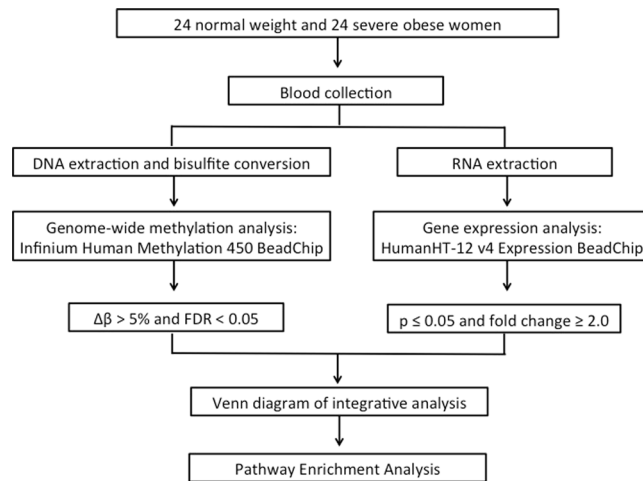 24 normal weight and 24 severe obese women
Blood collection
DNA extraction and bisulfite conversion
RNA extraction
Genome-wide methylation analysis:
Infinium Human Methylation 450 BeadChip
Gene expression analysis:
HumanHT-12 v4 Expression BeadChip
Δβ > 5% and FDR < 0.05
p ≤ 0.05 and fold change ≥ 2.0
Venn diagram of integrative analysis
Pathway Enrichment Analysis